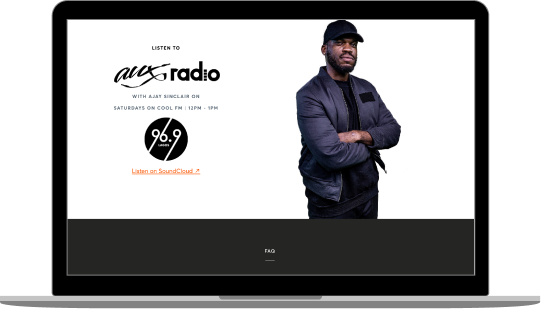 LISTEN TO
aux radio
WITH AJAY SINCLAIR ON
SATURDAYS ON COOL FM | 12PM - 1PM
96.9
LAGOS
Listen on SoundCloud ↗
FAQ